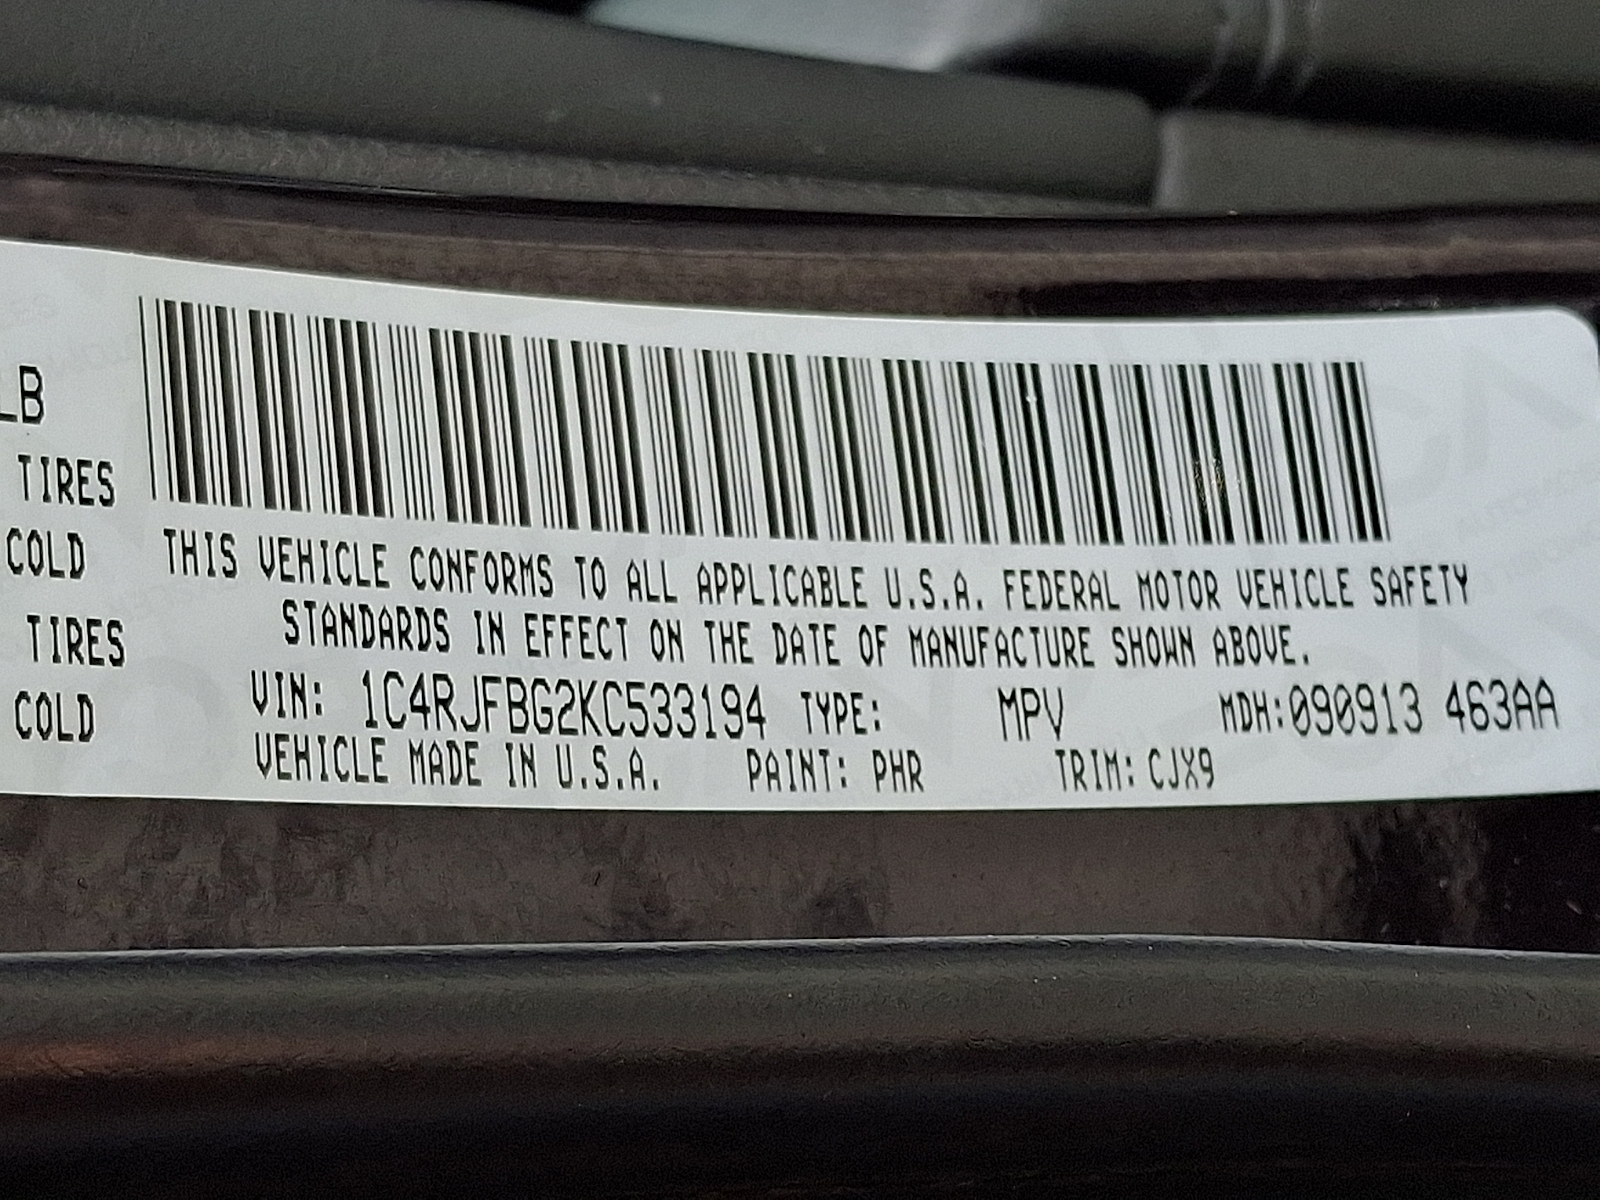 LB
TIRES
COLD
TIRES
COLD
THIS VEHICLE CONFORMS TO ALL APPLICABLE U.S.A. FEDERAL MOTOR VEHICLE SAFETY
STANDARDS IN EFFECT ON THE DATE OF MANUFACTURE SHOWN ABOVE.
VIN: 1C4RJFBG2KC533194 TYPE: MPV MDH:090913 463AA
VEHICLE MADE IN U.S.A. PAINT: PHR TRIM: CJX9